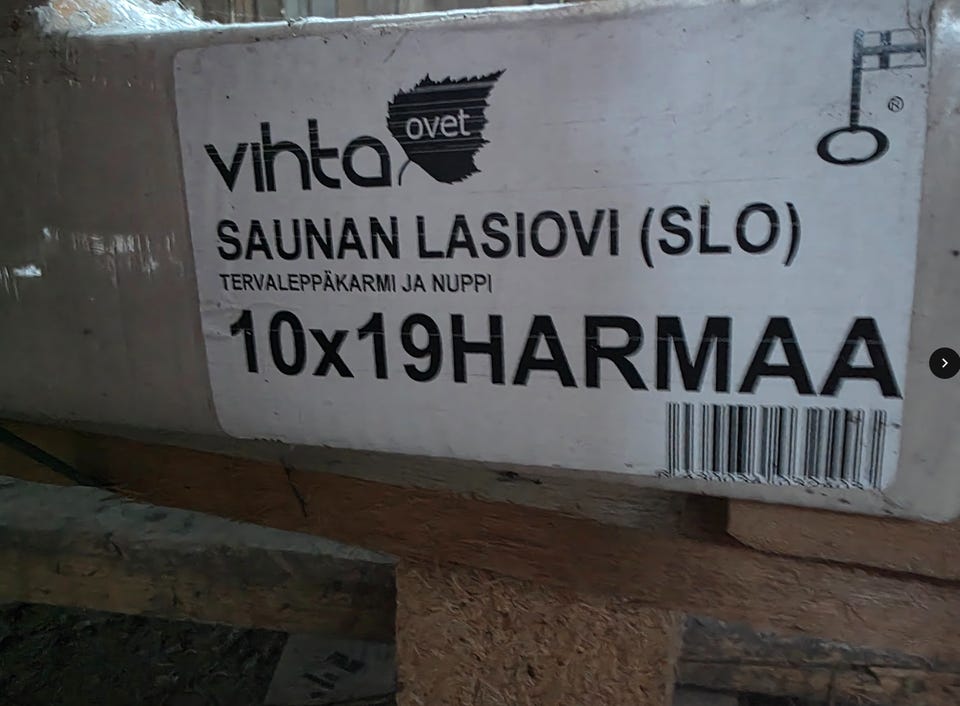 vihta ovet
SAUNAN LASIOVI (SLO)
TERVALEPPÄKARMI JA NUPPI
10x19HARMAA